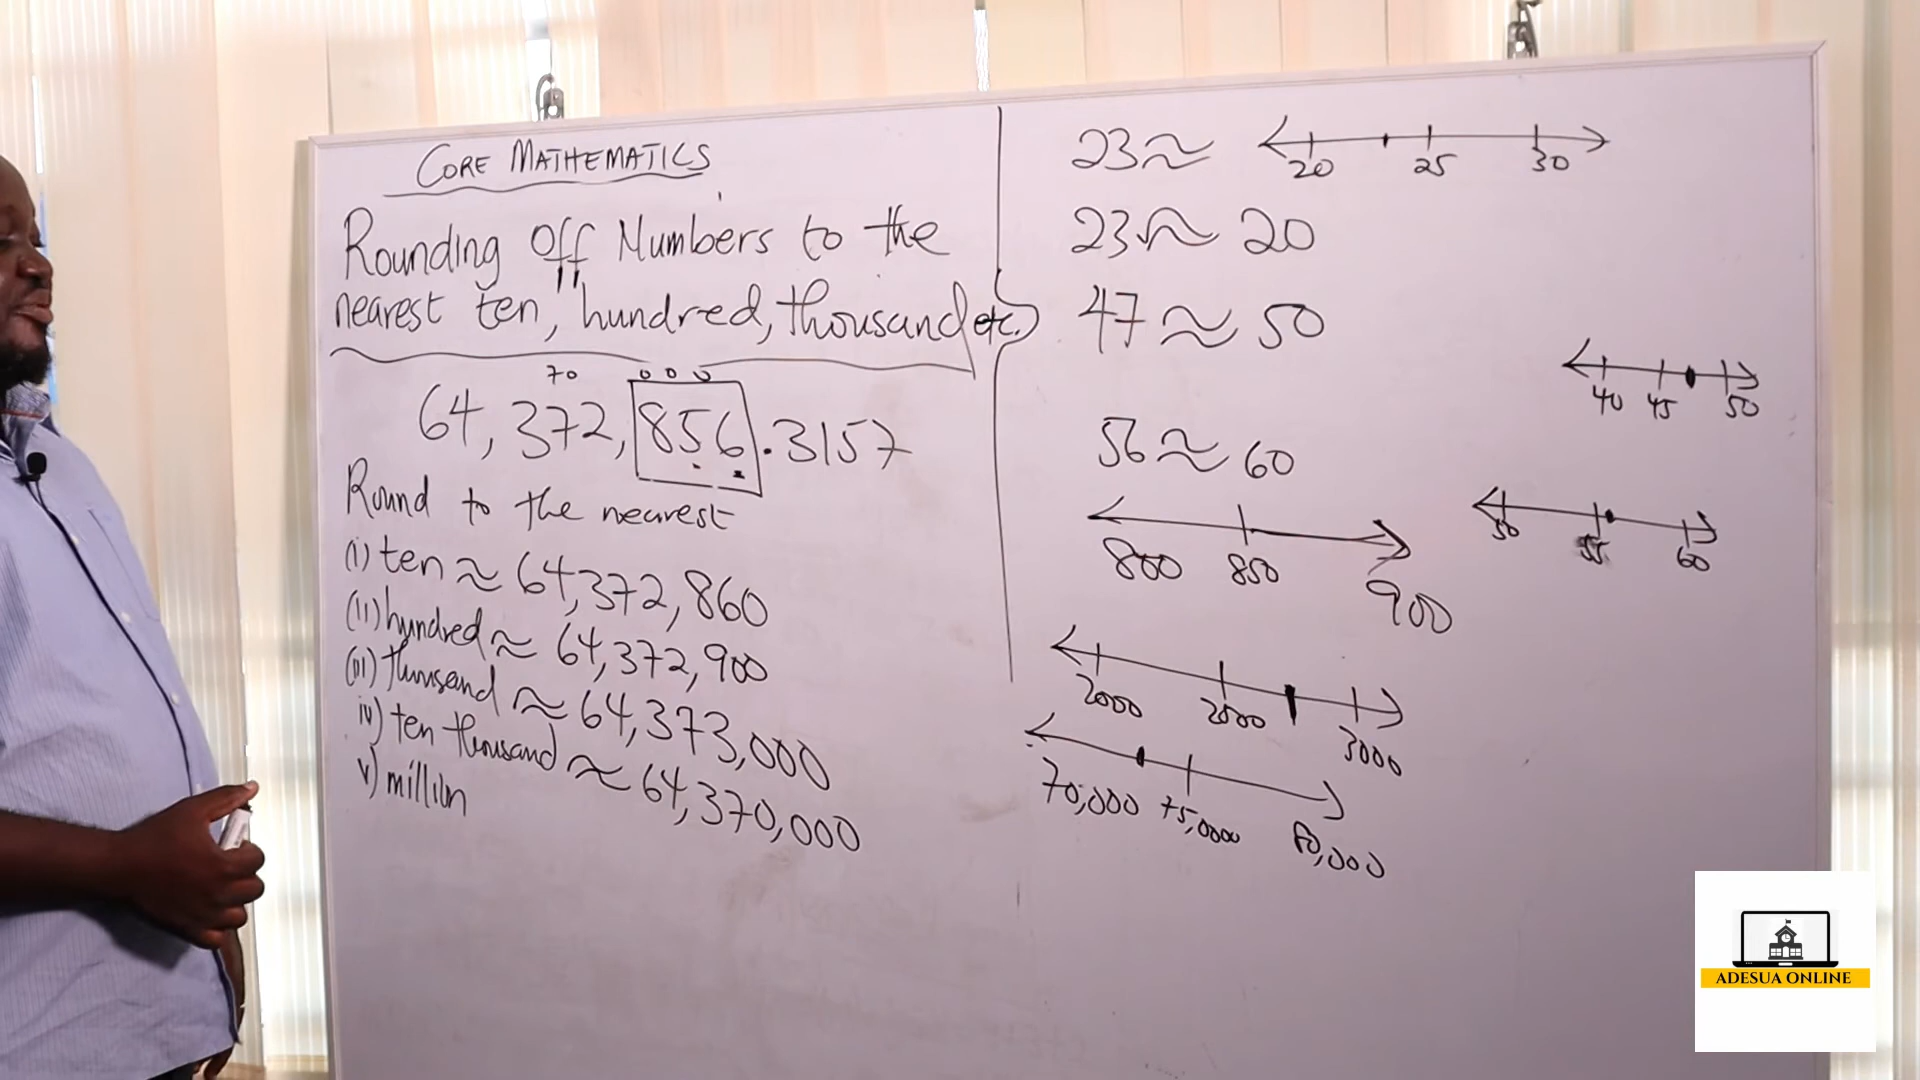 CORE MATHEMATICS
Rounding Off Numbers to the
nearest ten, "hundred, thousand etc.)
70 000
64,372,856.3157
Round to the nearest
(i) ten ≈ 64,372,860
(ii) hundred ≈ 64,372,900
(iii) thousand ≈ 64,373,000
iv) ten thousand ≈ 64,370,000
v) million
23 ≈
20 25 30
23 ≈ 20
47 ≈ 50
40 45 50
56 ≈ 60
50 55 60
800 850 900
2000 2500 3000
70,000 75,0000 80,000
ADESUA ONLINE